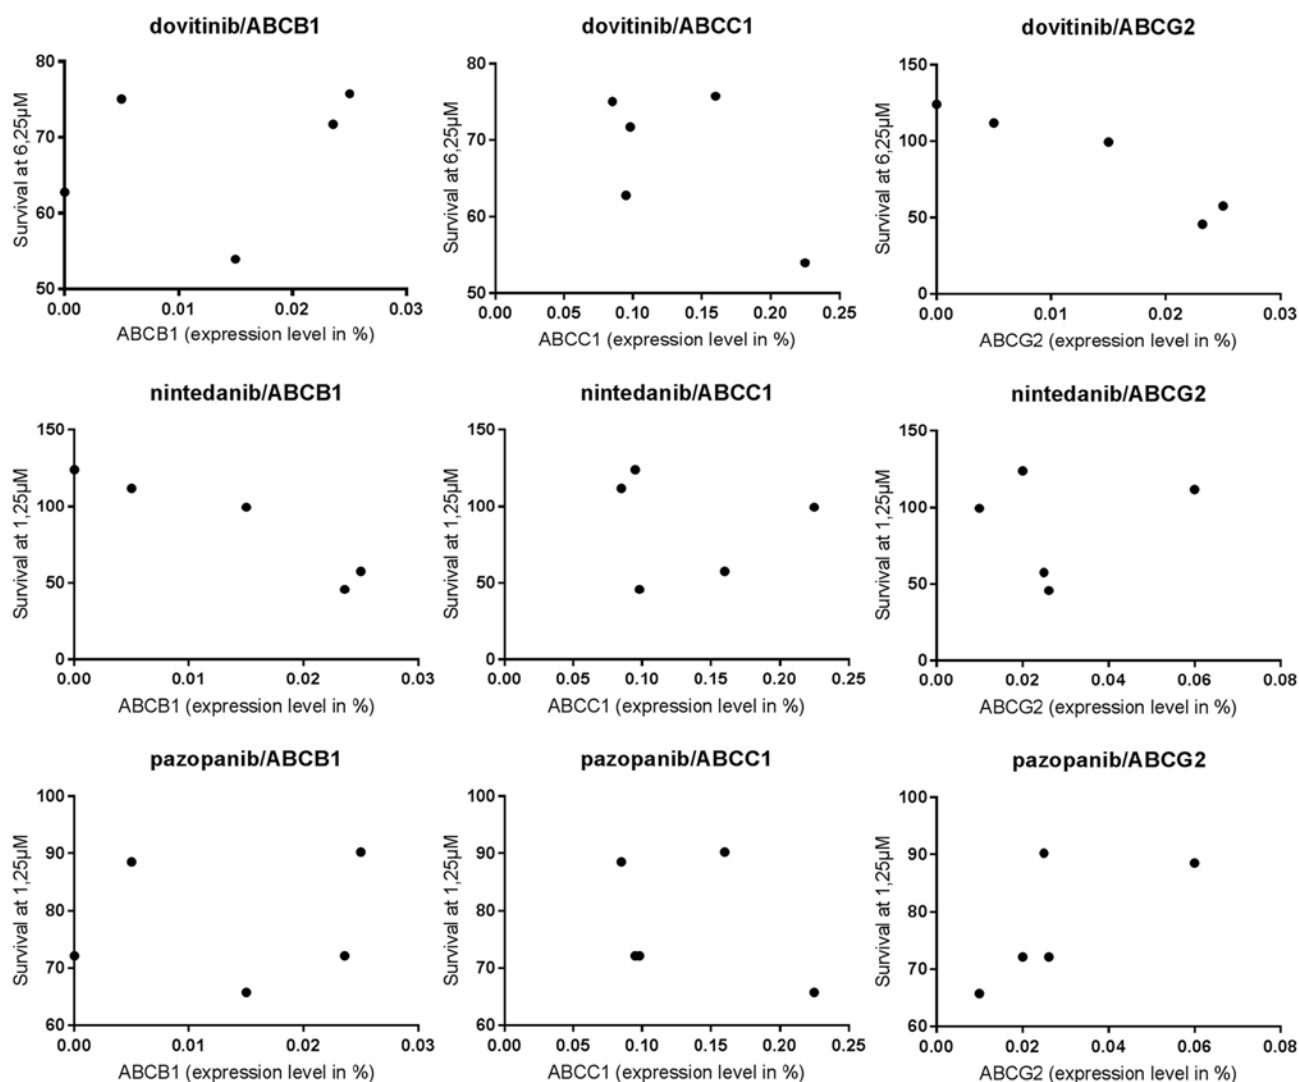 dovitinib/ABCB1
dovitinib/ABCC1
dovitinib/ABCG2
Survival at 6,25µM
80
70
60
50
0.00 0.01 0.02 0.03
ABCB1 (expression level in %)
Survival at 6,25µM
80
70
60
50
0.00 0.05 0.10 0.15 0.20 0.25
ABCC1 (expression level in %)
Survival at 6,25µM
150
100
50
0
0.00 0.01 0.02 0.03
ABCG2 (expression level in %)
nintedanib/ABCB1
nintedanib/ABCC1
nintedanib/ABCG2
Survival at 1,25µM
150
100
50
0
0.00 0.01 0.02 0.03
ABCB1 (expression level in %)
Survival at 1,25µM
150
100
50
0
0.00 0.05 0.10 0.15 0.20 0.25
ABCC1 (expression level in %)
Survival at 1,25µM
150
100
50
0
0.00 0.02 0.04 0.06 0.08
ABCG2 (expression level in %)
pazopanib/ABCB1
pazopanib/ABCC1
pazopanib/ABCG2
Survival at 1,25µM
100
90
80
70
60
0.00 0.01 0.02 0.03
ABCB1 (expression level in %)
Survival at 1,25µM
100
90
80
70
60
0.00 0.05 0.10 0.15 0.20 0.25
ABCC1 (expression level in %)
Survival at 1,25µM
100
90
80
70
60
0.00 0.02 0.04 0.06 0.08
ABCG2 (expression level in %)